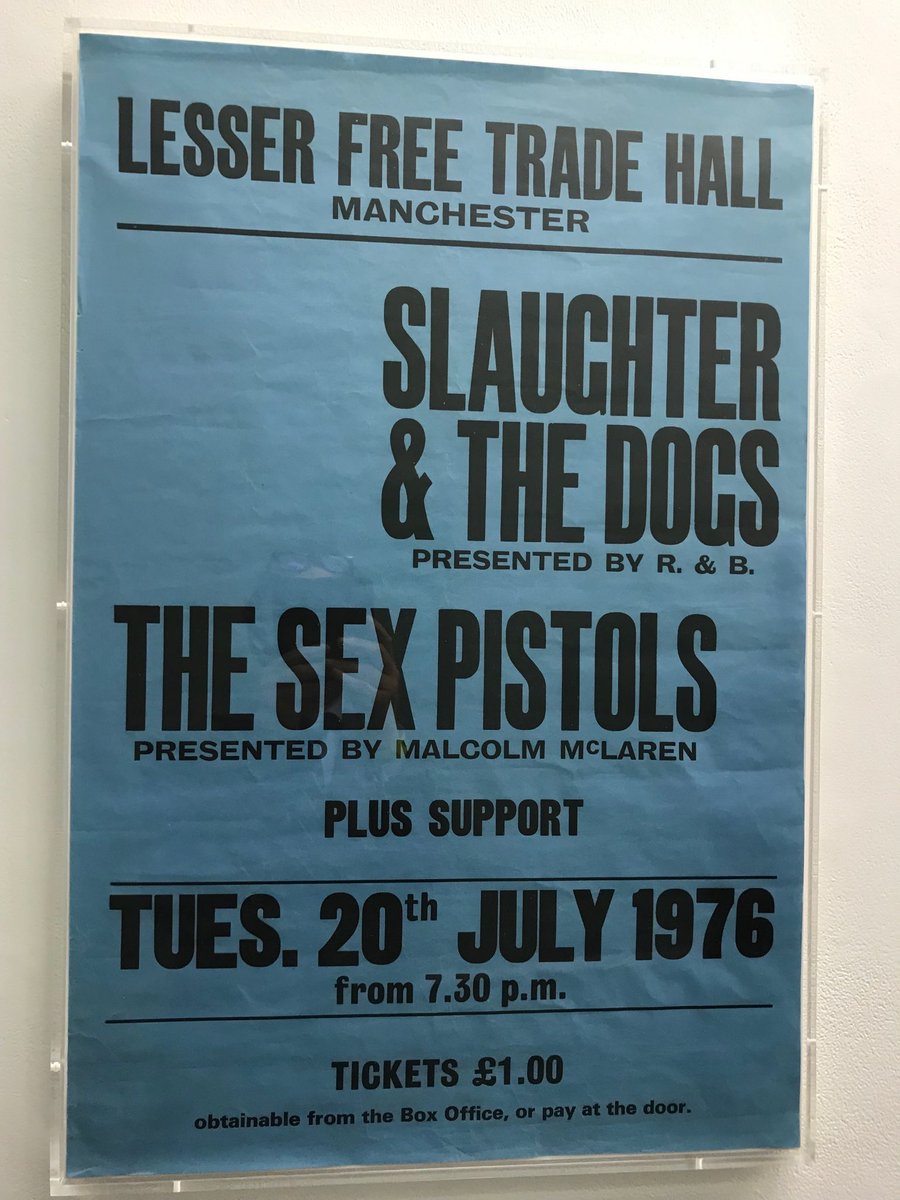 LESSER FREE TRADE HALL
MANCHESTER
SLAUGHTER
& THE DOGS
PRESENTED BY R. & B.
THE SEX PISTOLS
PRESENTED BY MALCOLM McLAREN
PLUS SUPPORT
TUES. 20th JULY 1976
from 7.30 p.m.
TICKETS £1.00
obtainable from the Box Office, or pay at the door.